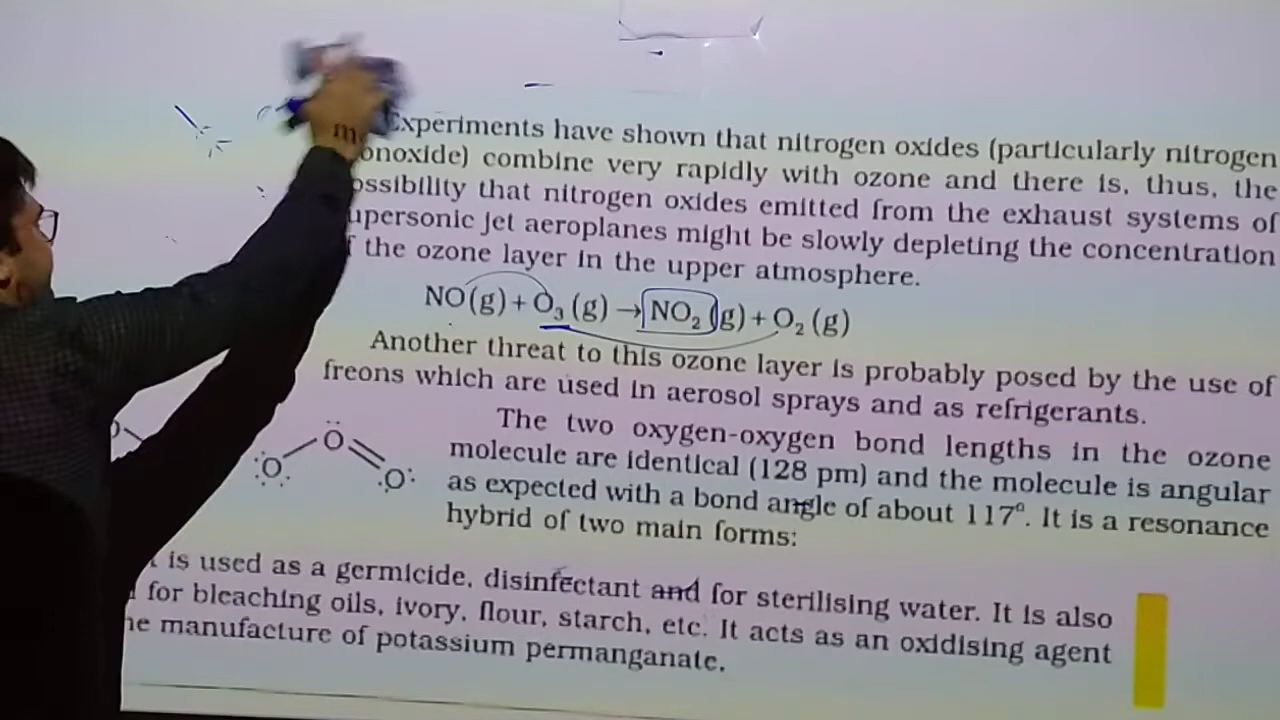 Experiments have shown that nitrogen oxides (particularly nitrogen
monoxide) combine very rapidly with ozone and there is, thus, the
ossibility that nitrogen oxides emitted from the exhaust systems of
upersonic jet aeroplanes might be slowly depleting the concentration
f the ozone layer in the upper atmosphere.
NO(g) + O₃ (g) → NO₂ (g) + O₂ (g)
Another threat to this ozone layer is probably posed by the use of
freons which are used in aerosol sprays and as refrigerants.
The two oxygen-oxygen bond lengths in the ozone
molecule are identical (128 pm) and the molecule is angular
as expected with a bond angle of about 117°. It is a resonance
hybrid of two main forms:
O
O O
is used as a germicide, disinfectant and for sterilising water. It is also
for bleaching oils, ivory, flour, starch, etc. It acts as an oxidising agent
he manufacture of potassium permanganate.